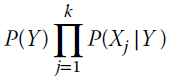 P(Y) ∏_{j=1}^{k} P(X_j | Y)